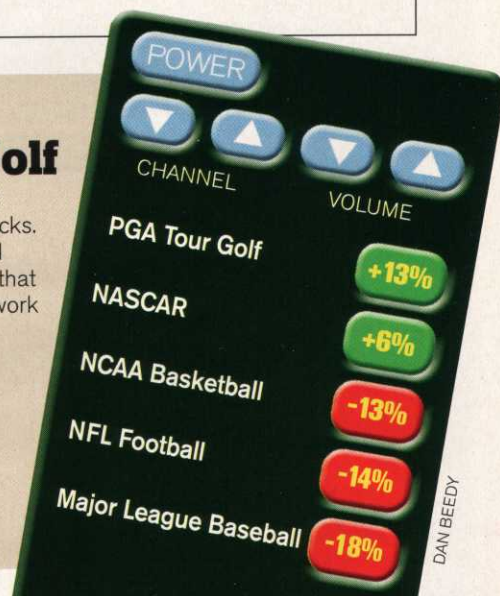 olf
cks.
that
work
POWER
CHANNEL VOLUME
PGA Tour Golf +13%
NASCAR +6%
NCAA Basketball -13%
NFL Football -14%
Major League Baseball -18%
DAN BEEDY